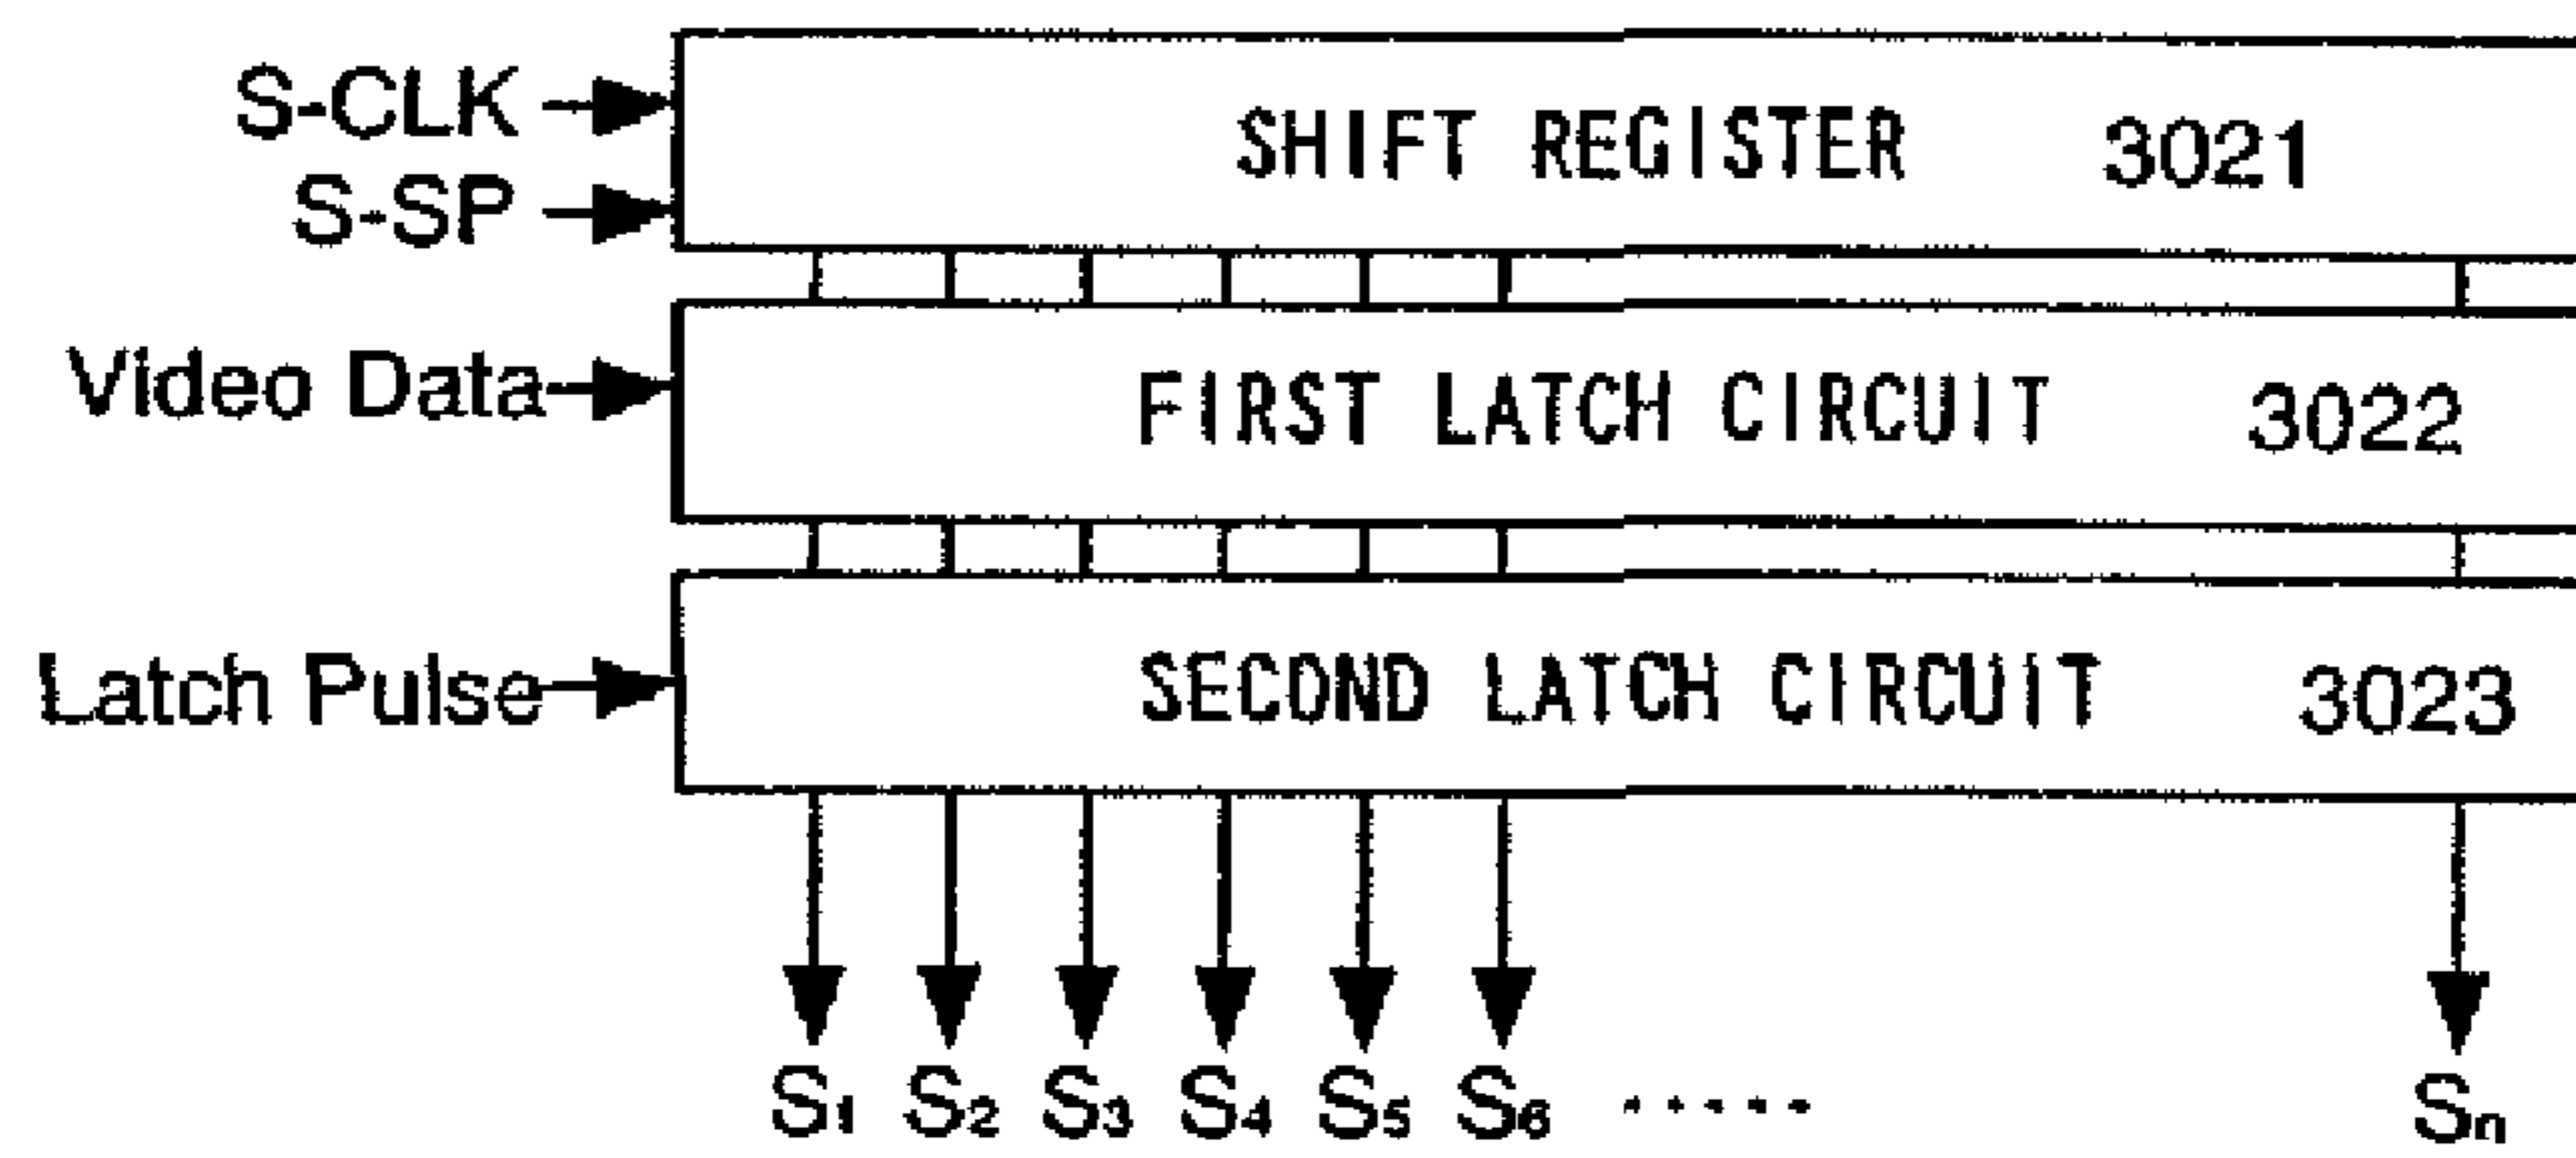 S-CLK
S-SP
SHIFT REGISTER 3021
Video Data
FIRST LATCH CIRCUIT 3022
Latch Pulse
SECOND LATCH CIRCUIT 3023
S1 S2 S3 S4 S5 S6 ····· Sn